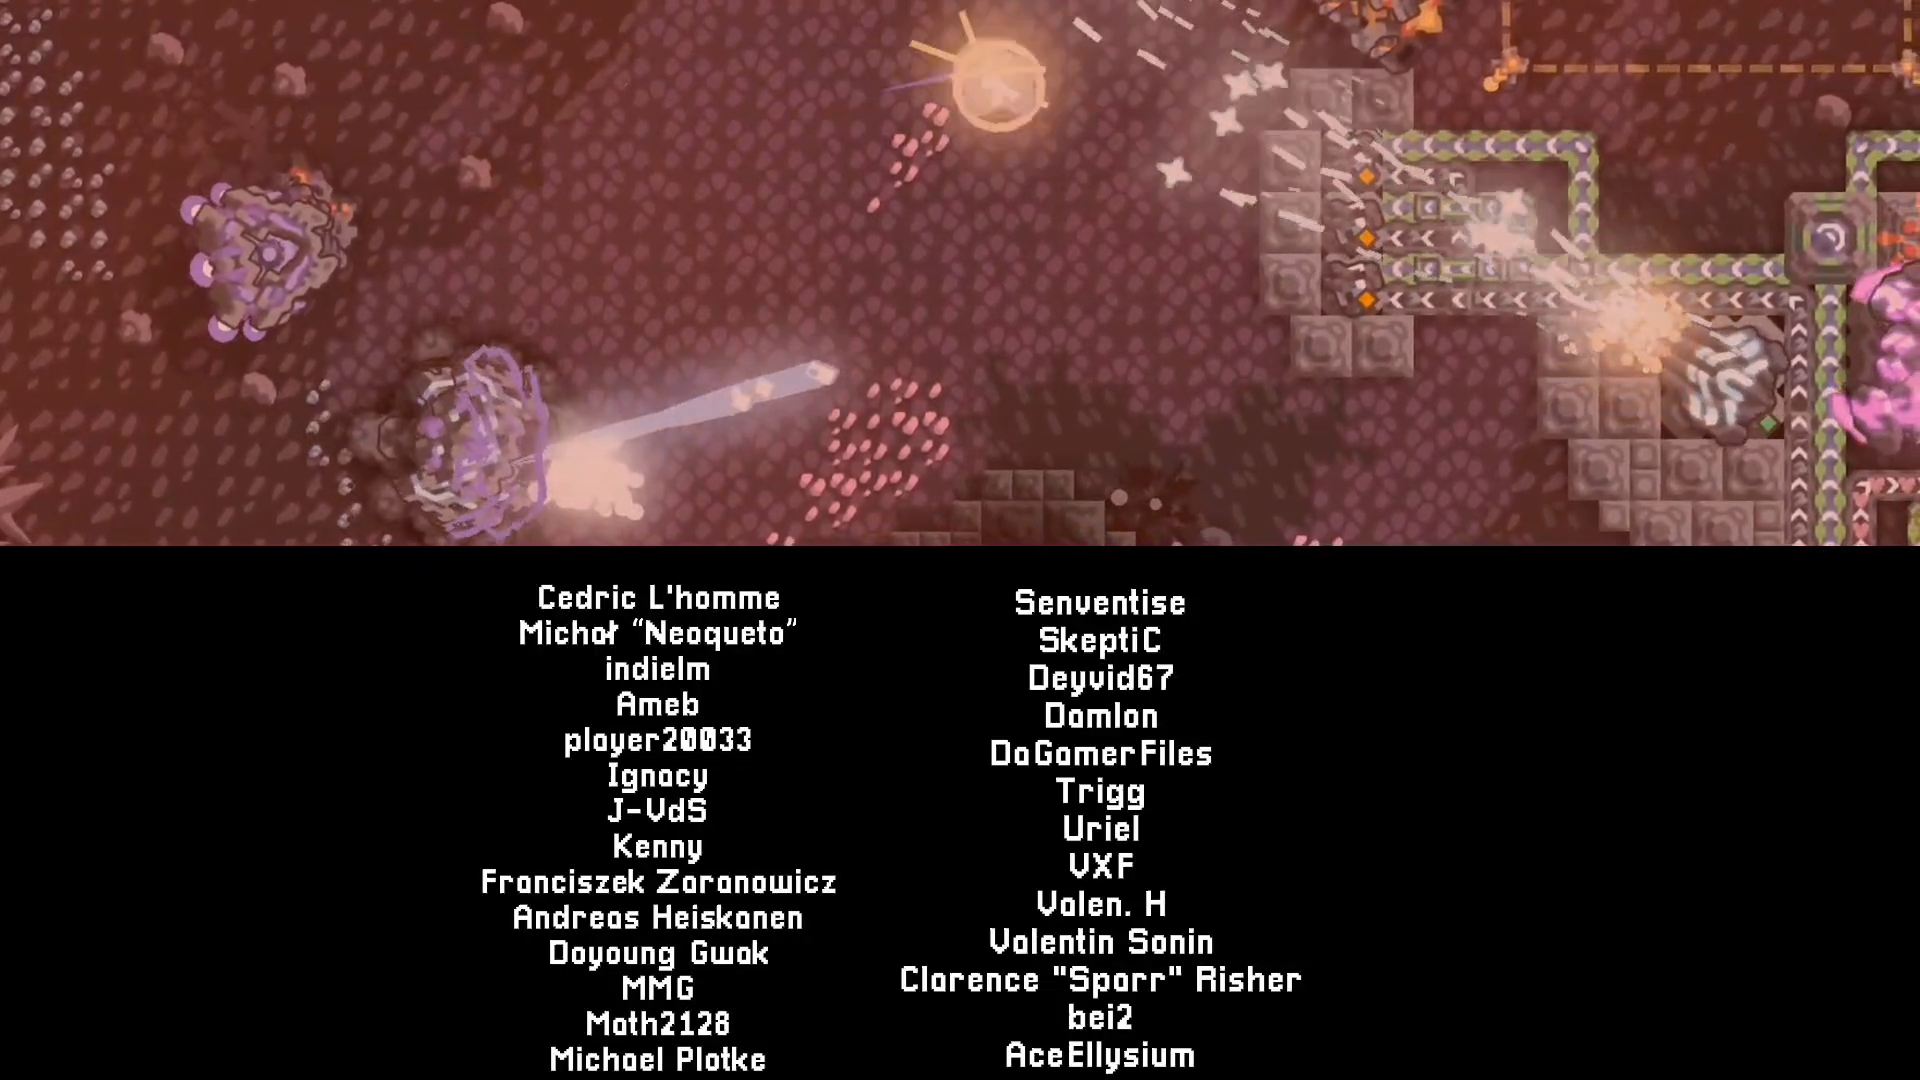 Cedric L'homme
Michał “Neoqueto”
indielm
Ameb
player20033
Ignacy
J-VdS
Kenny
Franciszek Zaranowicz
Andreas Heiskanen
Doyoung Gwak
MMG
Math2128
Michael Plotke
Senventise
SkeptiC
Deyvid67
Damlon
DaGamerFiles
Trigg
Uriel
VXF
Valen. H
Valentin Sonin
Clarence "Sparr" Risher
bei2
AceEllysium